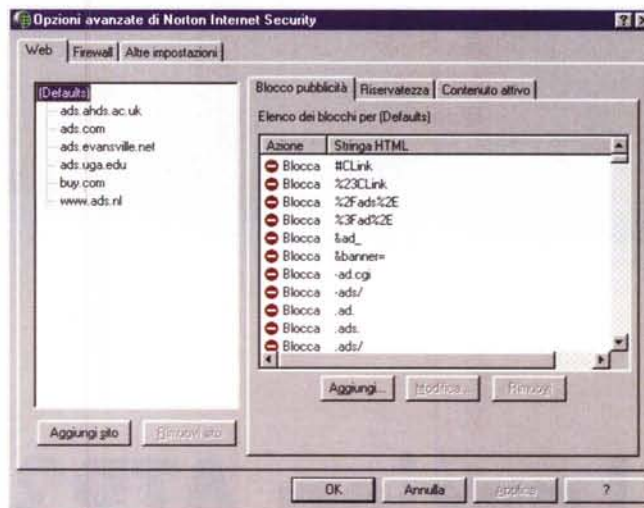 Opzioni avanzate di Norton Internet Security
Web Firewall Altre impostazioni
(Defaults)
ads.ahds.ac.uk
ads.com
ads.evansville.net
ads.uga.edu
buy.com
www.ads.nl
Aggiungi sito Rimuovi sito
Blocco pubblicità Riservatezza Contenuto attivo
Elenco dei blocchi per (Defaults)
Azione Stringa HTML
Blocca #CLink
Blocca %23CLink
Blocca %2Fads%2E
Blocca %3Fad%2E
Blocca &ad_
Blocca &banner=
Blocca -ad.cgi
Blocca -ads/
Blocca .ad.
Blocca .ads.
Blocca .ads/
Aggiungi... Modifica... Rimuovi
OK Annulla Applica ?